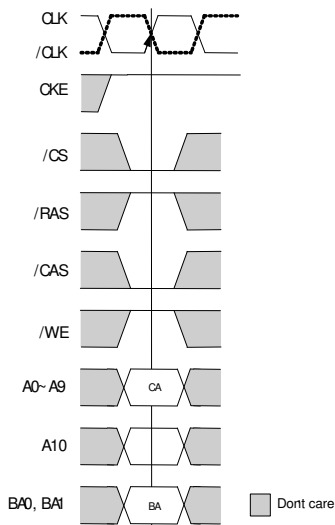 CLK
/CLK
CKE
/CS
/RAS
/CAS
/WE
A0~ A9
CA
A10
BA0, BA1
BA
Dont care